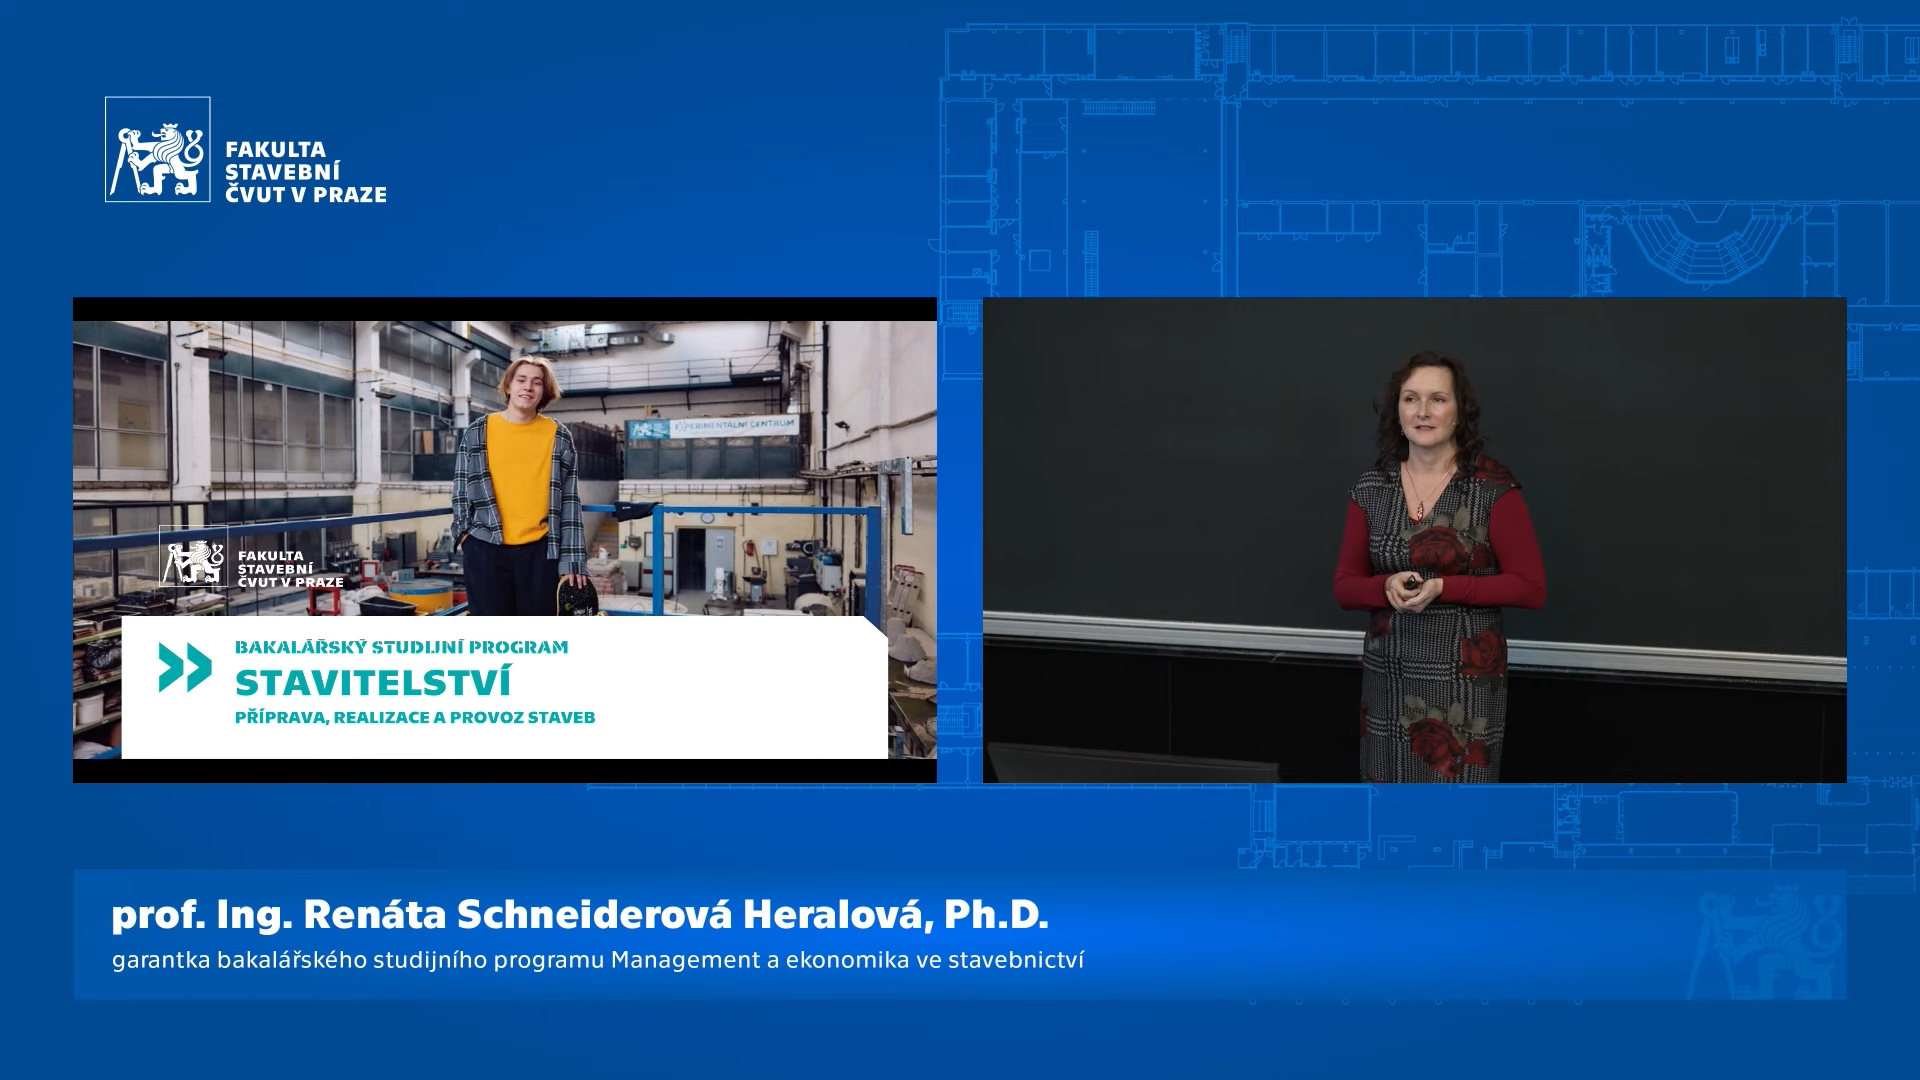 FAKULTA
STAVEBNÍ
ČVUT V PRAZE
EXPERIMENTÁLNÍ CENTRUM
FAKULTA
STAVEBNÍ
ČVUT V PRAZE
BAKALÁŘSKÝ STUDIJNÍ PROGRAM
STAVITELSTVÍ
PŘÍPRAVA, REALIZACE A PROVOZ STAVEB
prof. Ing. Renáta Schneiderová Heralová, Ph.D.
garantka bakalářského studijního programu Management a ekonomika ve stavebnictví